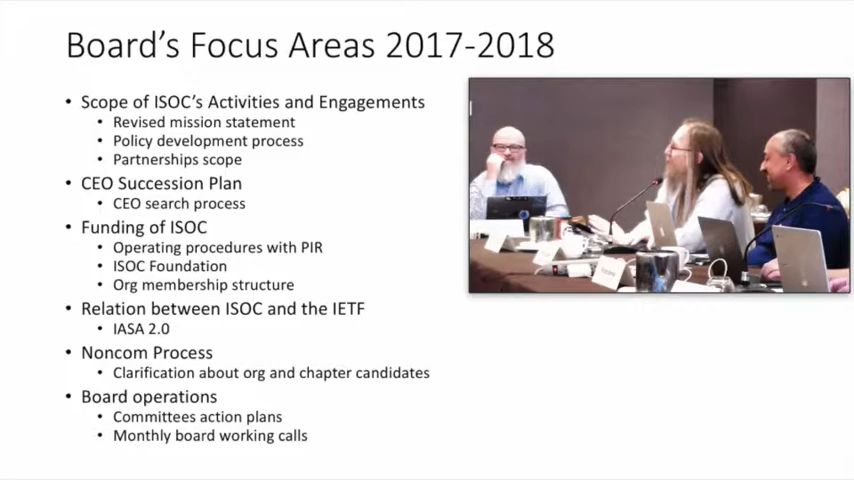 Board's Focus Areas 2017-2018
• Scope of ISOC's Activities and Engagements
• Revised mission statement
• Policy development process
• Partnerships scope
• CEO Succession Plan
• CEO search process
• Funding of ISOC
• Operating procedures with PIR
• ISOC Foundation
• Org membership structure
• Relation between ISOC and the IETF
• IASA 2.0
• Noncom Process
• Clarification about org and chapter candidates
• Board operations
• Committees action plans
• Monthly board working calls